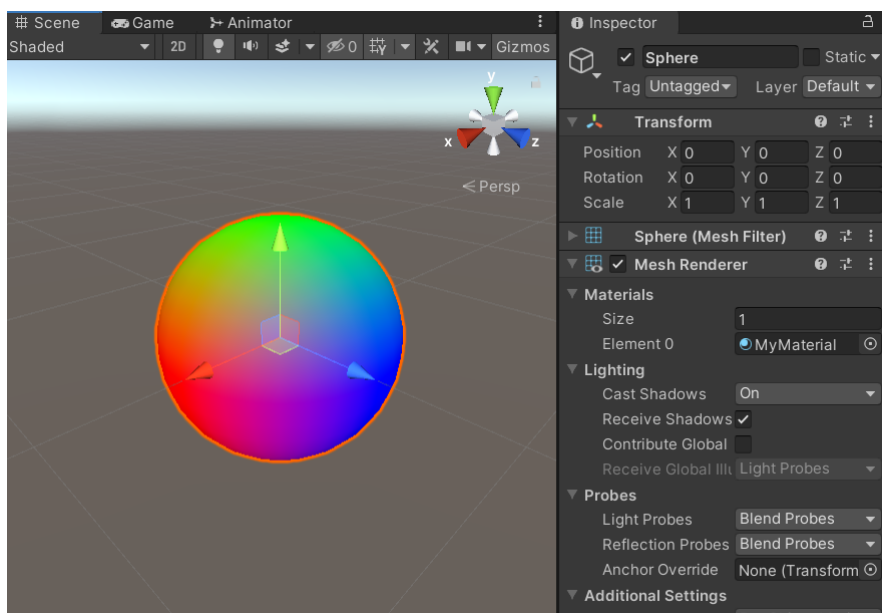 Scene Game Animator
Shaded 2D 0 Gizmos
y
x z
Persp
Inspector
Sphere Static
Tag Untagged Layer Default
Transform
Position X 0 Y 0 Z 0
Rotation X 0 Y 0 Z 0
Scale X 1 Y 1 Z 1
Sphere (Mesh Filter)
Mesh Renderer
Materials
Size 1
Element 0 MyMaterial
Lighting
Cast Shadows On
Receive Shadows
Contribute Global
Receive Global Illu Light Probes
Probes
Light Probes Blend Probes
Reflection Probes Blend Probes
Anchor Override None (Transform
Additional Settings